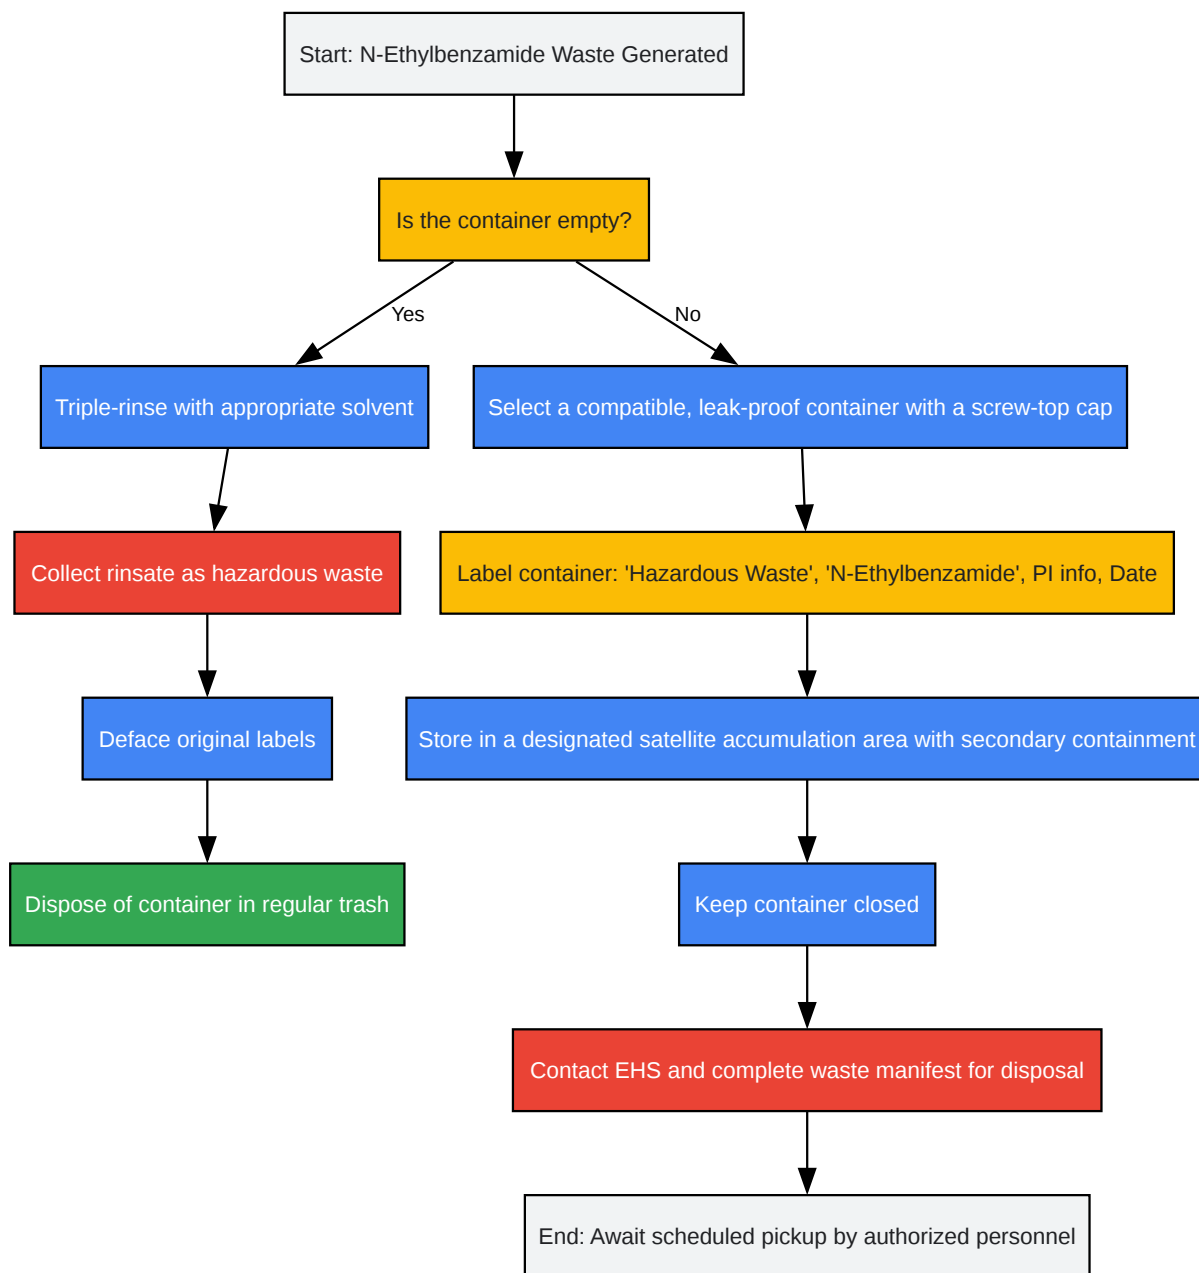 Start: N-Ethylbenzamide Waste Generated
Is the container empty?
Yes
No
Triple-rinse with appropriate solvent
Select a compatible, leak-proof container with a screw-top cap
Collect rinsate as hazardous waste
Label container: 'Hazardous Waste', 'N-Ethylbenzamide', PI info, Date
Deface original labels
Store in a designated satellite accumulation area with secondary containment
Dispose of container in regular trash
Keep container closed
Contact EHS and complete waste manifest for disposal
End: Await scheduled pickup by authorized personnel